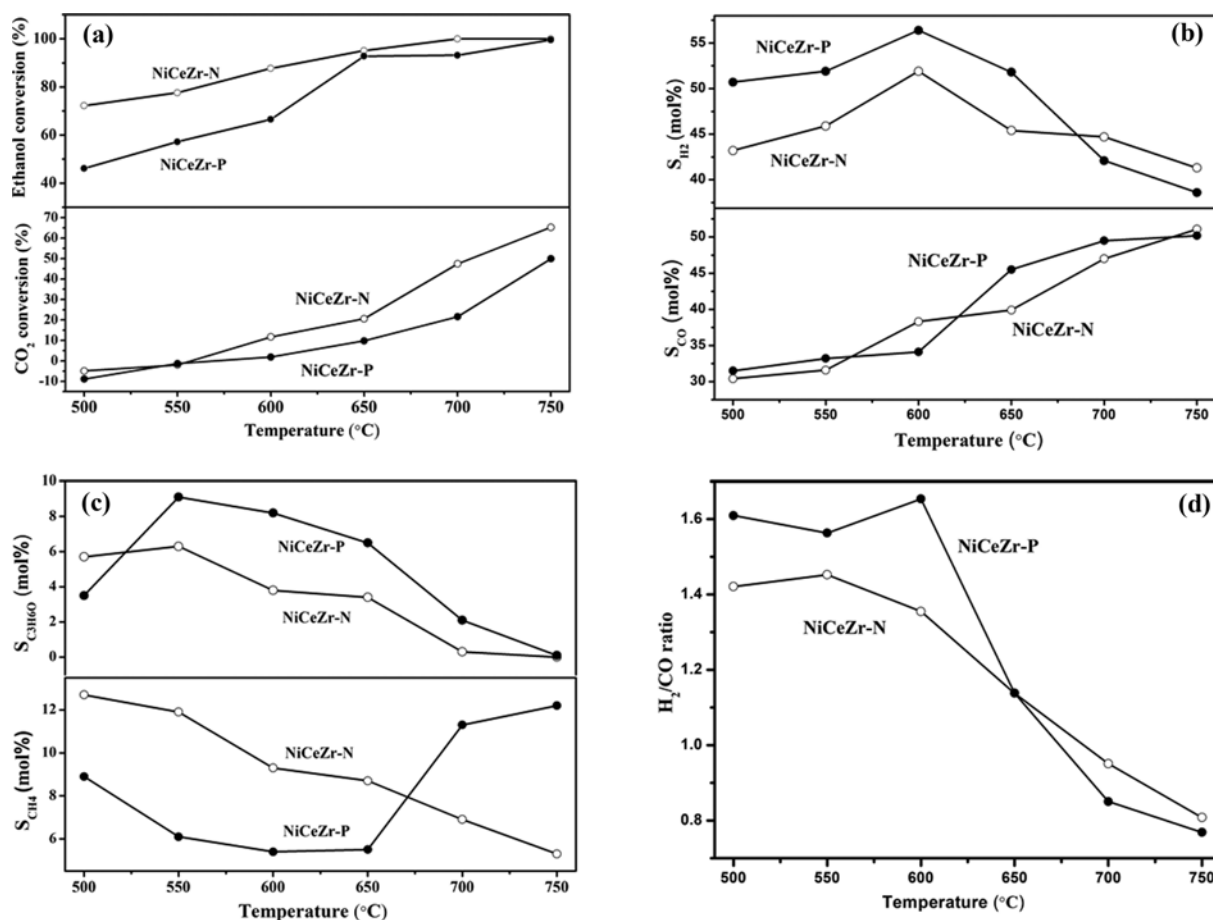 (a)
Ethanol conversion (%)
100
80
60
40
NiCeZr-N
NiCeZr-P
CO2 conversion (%)
70
60
50
40
30
20
10
0
-10
NiCeZr-N
NiCeZr-P
500 550 600 650 700 750
Temperature (°C)
(b)
SH2 (mol%)
55
50
45
40
NiCeZr-P
NiCeZr-N
SCO (mol%)
50
45
40
35
30
NiCeZr-P
NiCeZr-N
500 550 600 650 700 750
Temperature (°C)
(c)
SC3H6O (mol%)
10
8
6
4
2
0
NiCeZr-P
NiCeZr-N
SCH4 (mol%)
12
10
8
6
NiCeZr-N
NiCeZr-P
500 550 600 650 700 750
Temperature (°C)
(d)
H2/CO ratio
1.6
1.4
1.2
1.0
0.8
NiCeZr-P
NiCeZr-N
500 550 600 650 700 750
Temperature (°C)